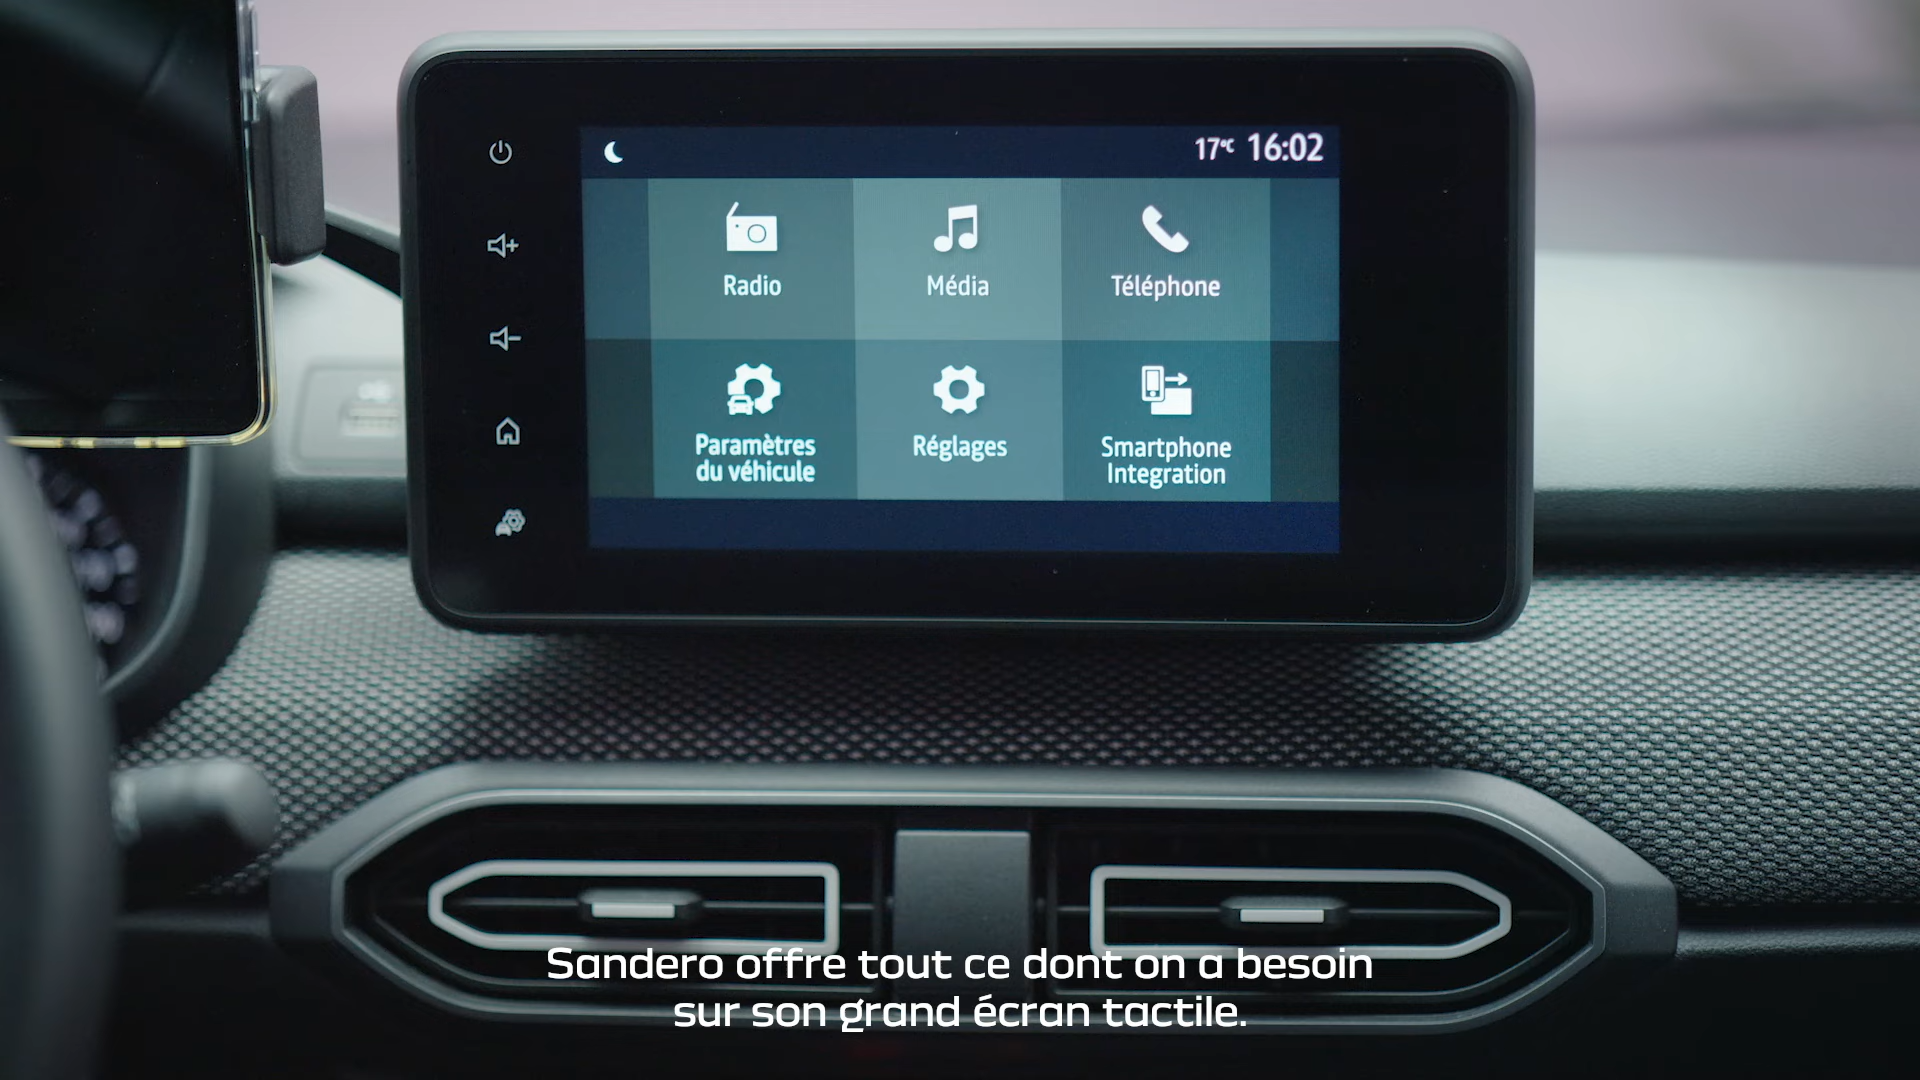 17°C 16:02
Radio
Média
Téléphone
Paramètres
du véhicule
Réglages
Smartphone
Integration
Sandero offre tout ce dont on a besoin
sur son grand écran tactile.